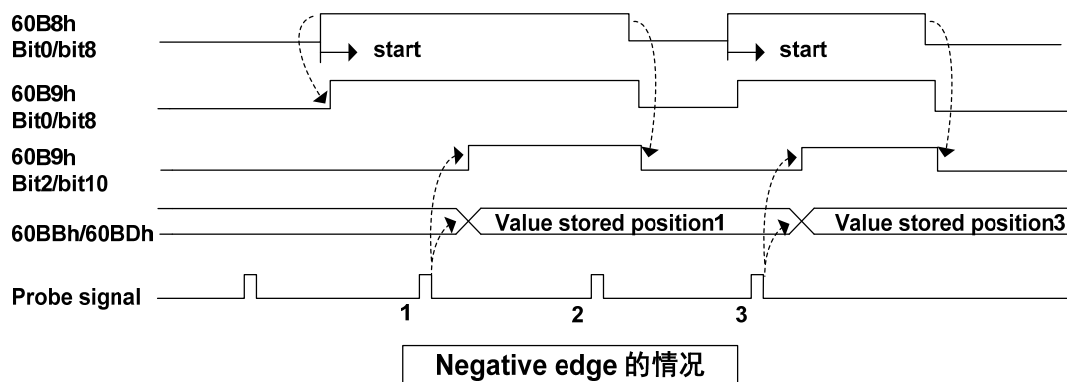 60B8h
Bit0/bit8
start
start
60B9h
Bit0/bit8
60B9h
Bit2/bit10
60BBh/60BDh
Value stored position1
Value stored position3
Probe signal
1
2
3
Negative edge 的情况